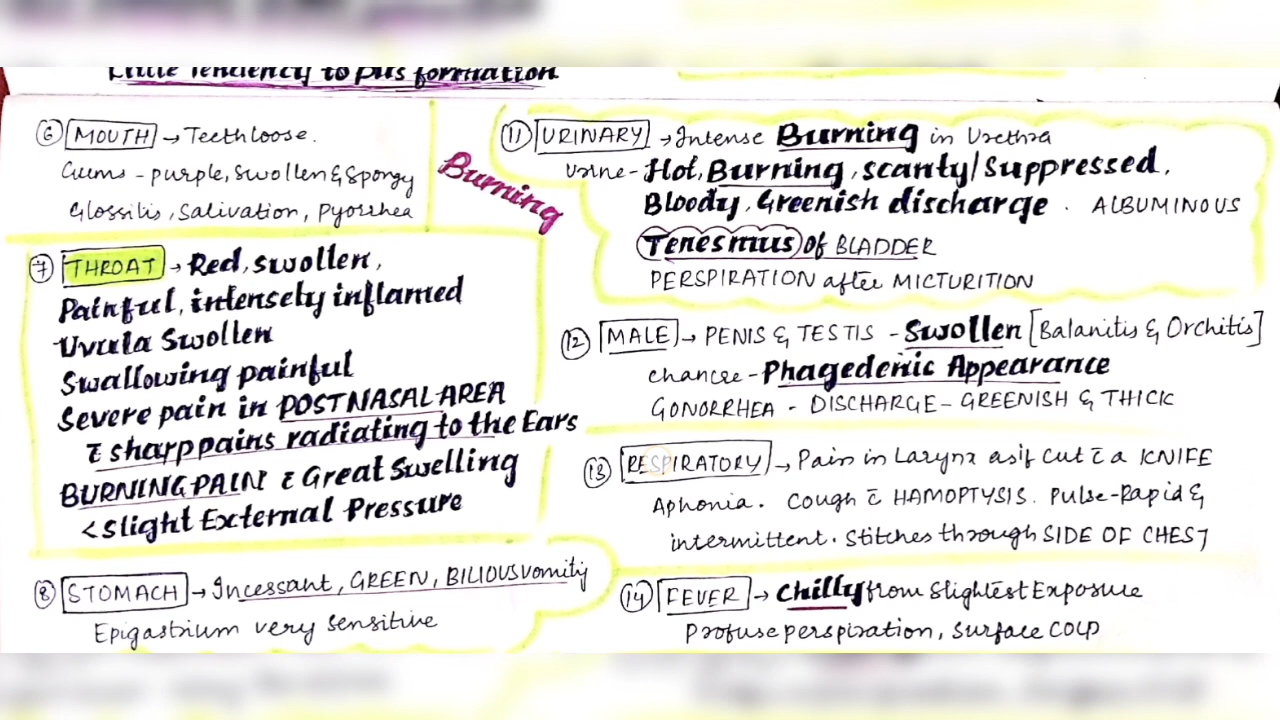 Little Tendency to pus formation
⑥ MOUTH → Teeth loose.
Gums - purple, swollen & Spongy
Glossitis, Salivation, Pyorrhea
Burning
⑦ THROAT → Red, swollen,
Painful, intensely inflamed
Uvula Swollen
Swallowing painful
Severe pain in POSTNASAL AREA
c̄ sharp pains radiating to the Ears
BURNING PAIN c̄ Great Swelling
< Slight External Pressure
⑧ STOMACH → Incessant, GREEN, BILIOUS vomiting
Epigastrium very sensitive
⑪ URINARY → Intense Burning in Urethra
Urine - Hot, Burning, scanty/Suppressed,
Bloody, Greenish discharge. ALBUMINOUS
Tenesmus of BLADDER
PERSPIRATION after MICTURITION
⑫ MALE → PENIS & TESTIS - Swollen [Balanitis & Orchitis]
Chancre - Phagedenic Appearance
GONORRHEA - DISCHARGE - GREENISH & THICK
⑬ RESPIRATORY → Pain in Larynx as if Cut c̄ a KNIFE
Aphonia. Cough c̄ HAMOPTYSIS. Pulse-Rapid &
intermittent. Stitches through SIDE OF CHEST
⑭ FEVER → Chilly from Slightest Exposure
Profuse perspiration, Surface COLD